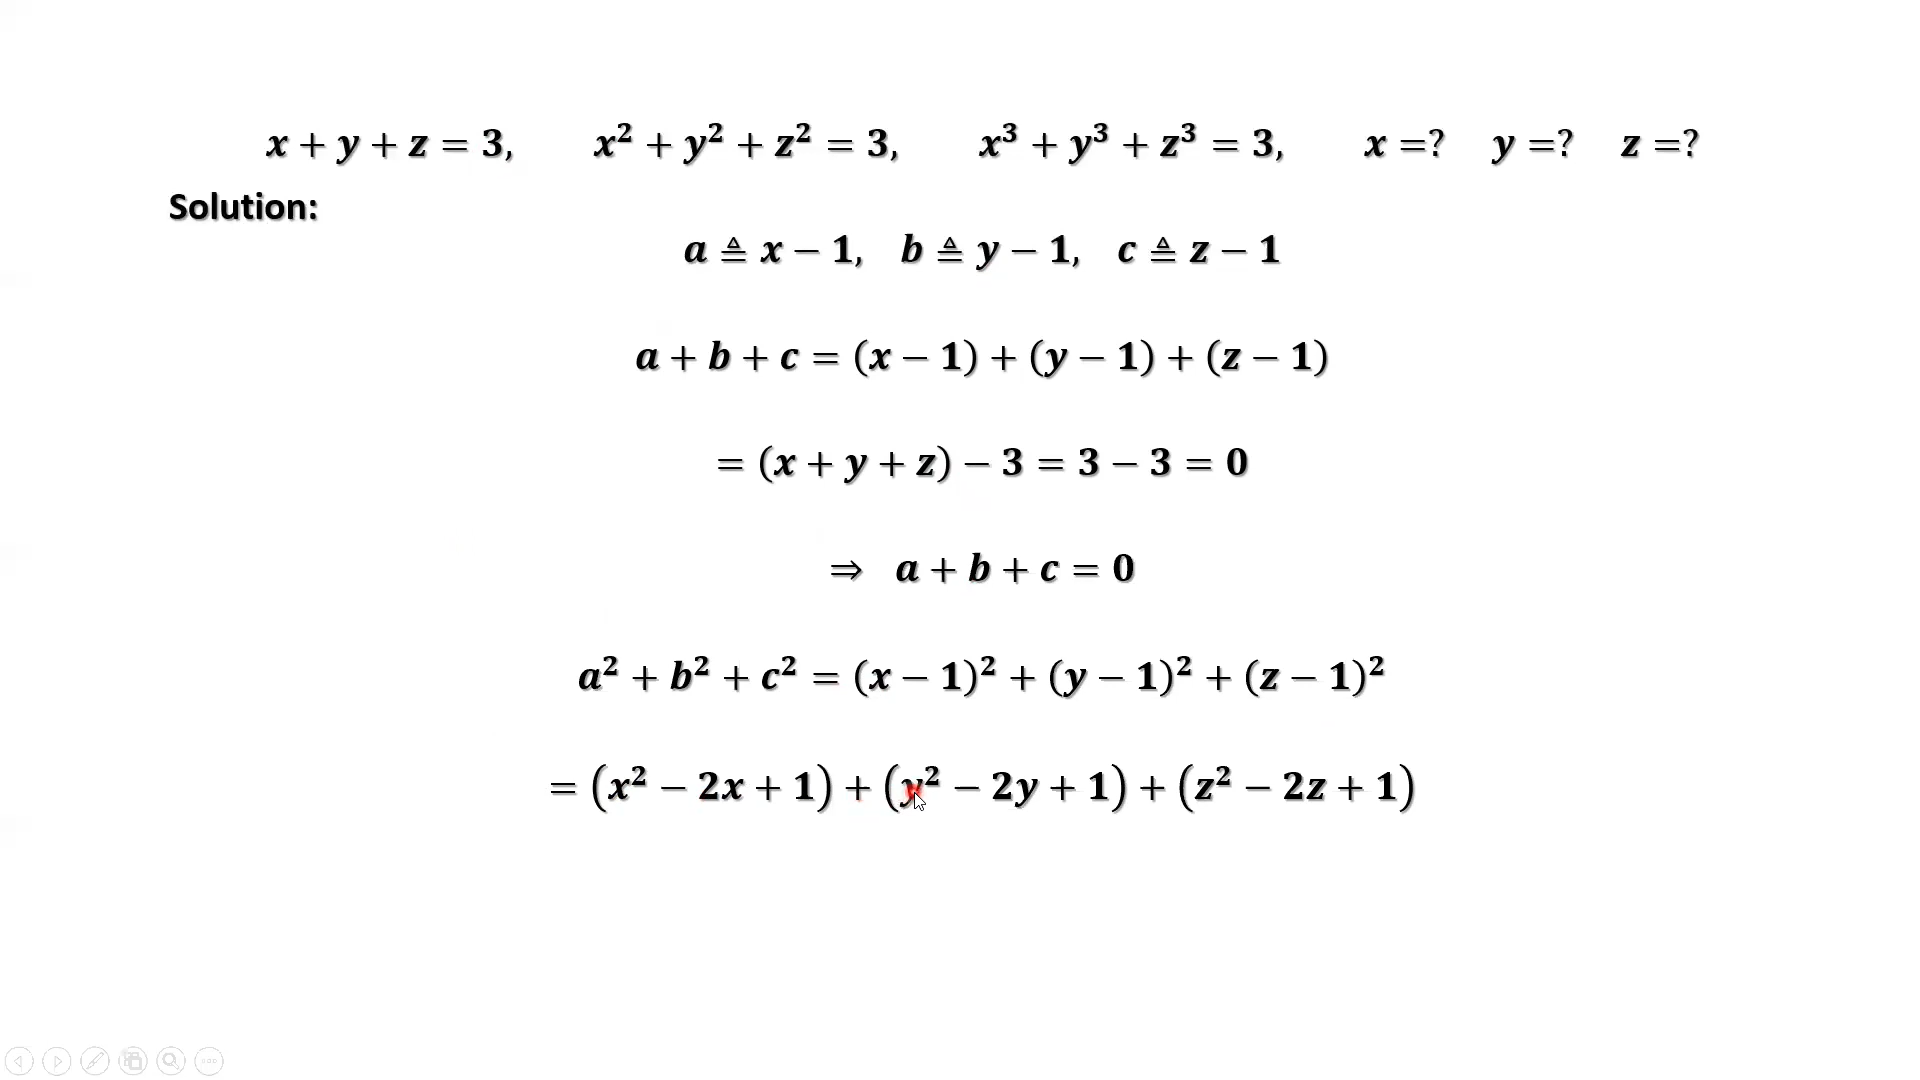 x + y + z = 3, x² + y² + z² = 3, x³ + y³ + z³ = 3, x =? y =? z =?
Solution:
a ≜ x − 1, b ≜ y − 1, c ≜ z − 1
a + b + c = (x − 1) + (y − 1) + (z − 1)
= (x + y + z) − 3 = 3 − 3 = 0
⇒ a + b + c = 0
a² + b² + c² = (x − 1)² + (y − 1)² + (z − 1)²
= (x² − 2x + 1) + (y² − 2y + 1) + (z² − 2z + 1)